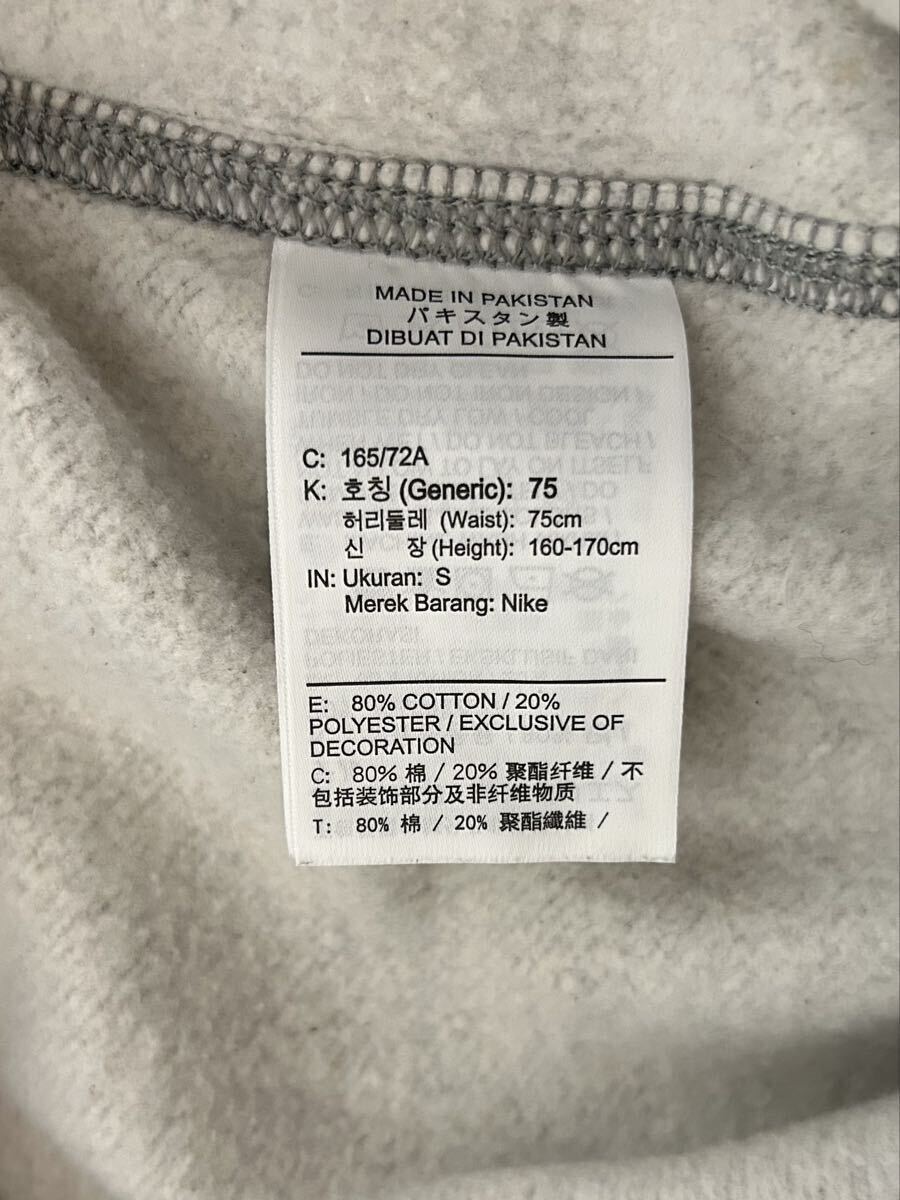 MADE IN PAKISTAN
パキスタン製
DIBUAT DI PAKISTAN
C: 165/72A
K: 호칭 (Generic): 75
허리둘레 (Waist): 75cm
신 장 (Height): 160-170cm
IN: Ukuran: S
Merek Barang: Nike
E: 80% COTTON / 20%
POLYESTER / EXCLUSIVE OF
DECORATION
C: 80% 棉 / 20% 聚酯纤维 / 不
包括装饰部分及非纤维物质
T: 80% 棉 / 20% 聚酯纖維 /